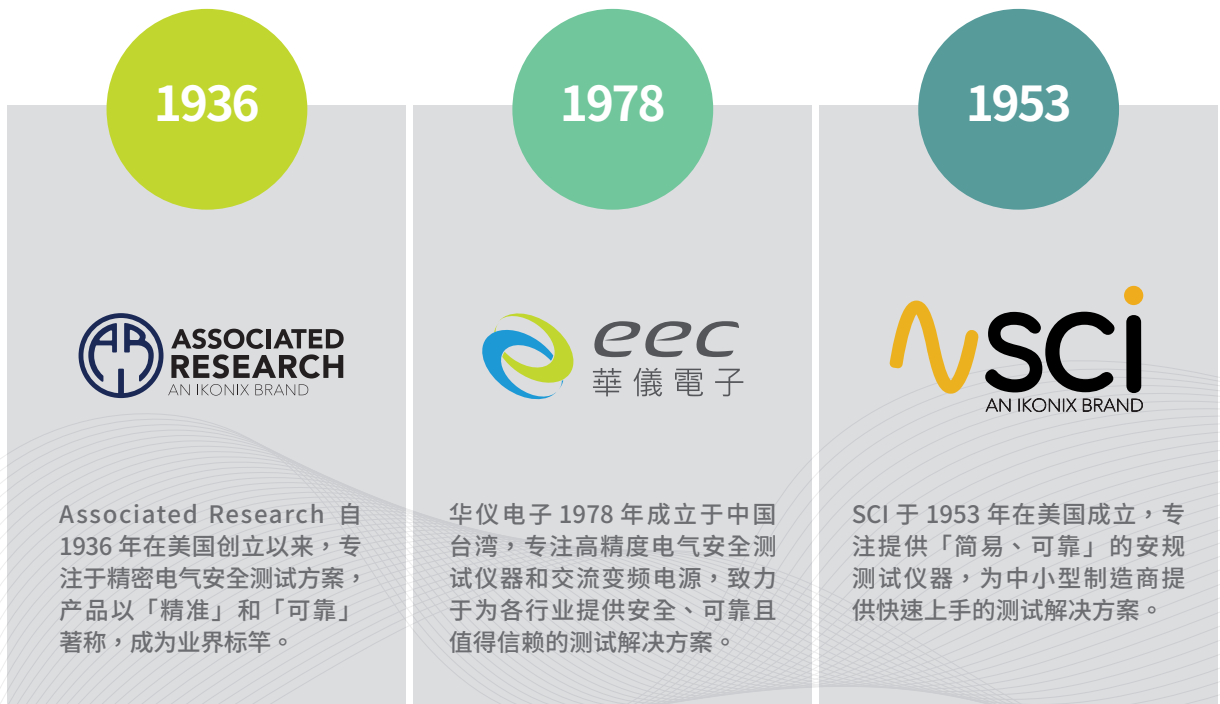 1936
ARI
ASSOCIATED
RESEARCH
AN IKONIX BRAND
Associated Research 自
1936 年在美国创立以来，专
注于精密电气安全测试方案，
产品以「精准」和「可靠」
著称，成为业界标竿。
1978
eec
華儀電子
华仪电子 1978 年成立于中国
台湾，专注高精度电气安全测
试仪器和交流变频电源，致力
于为各行业提供安全、可靠且
值得信赖的测试解决方案。
1953
SCi
AN IKONIX BRAND
SCI 于 1953 年在美国成立，专
注提供「简易、可靠」的安规
测试仪器，为中小型制造商提
供快速上手的测试解决方案。